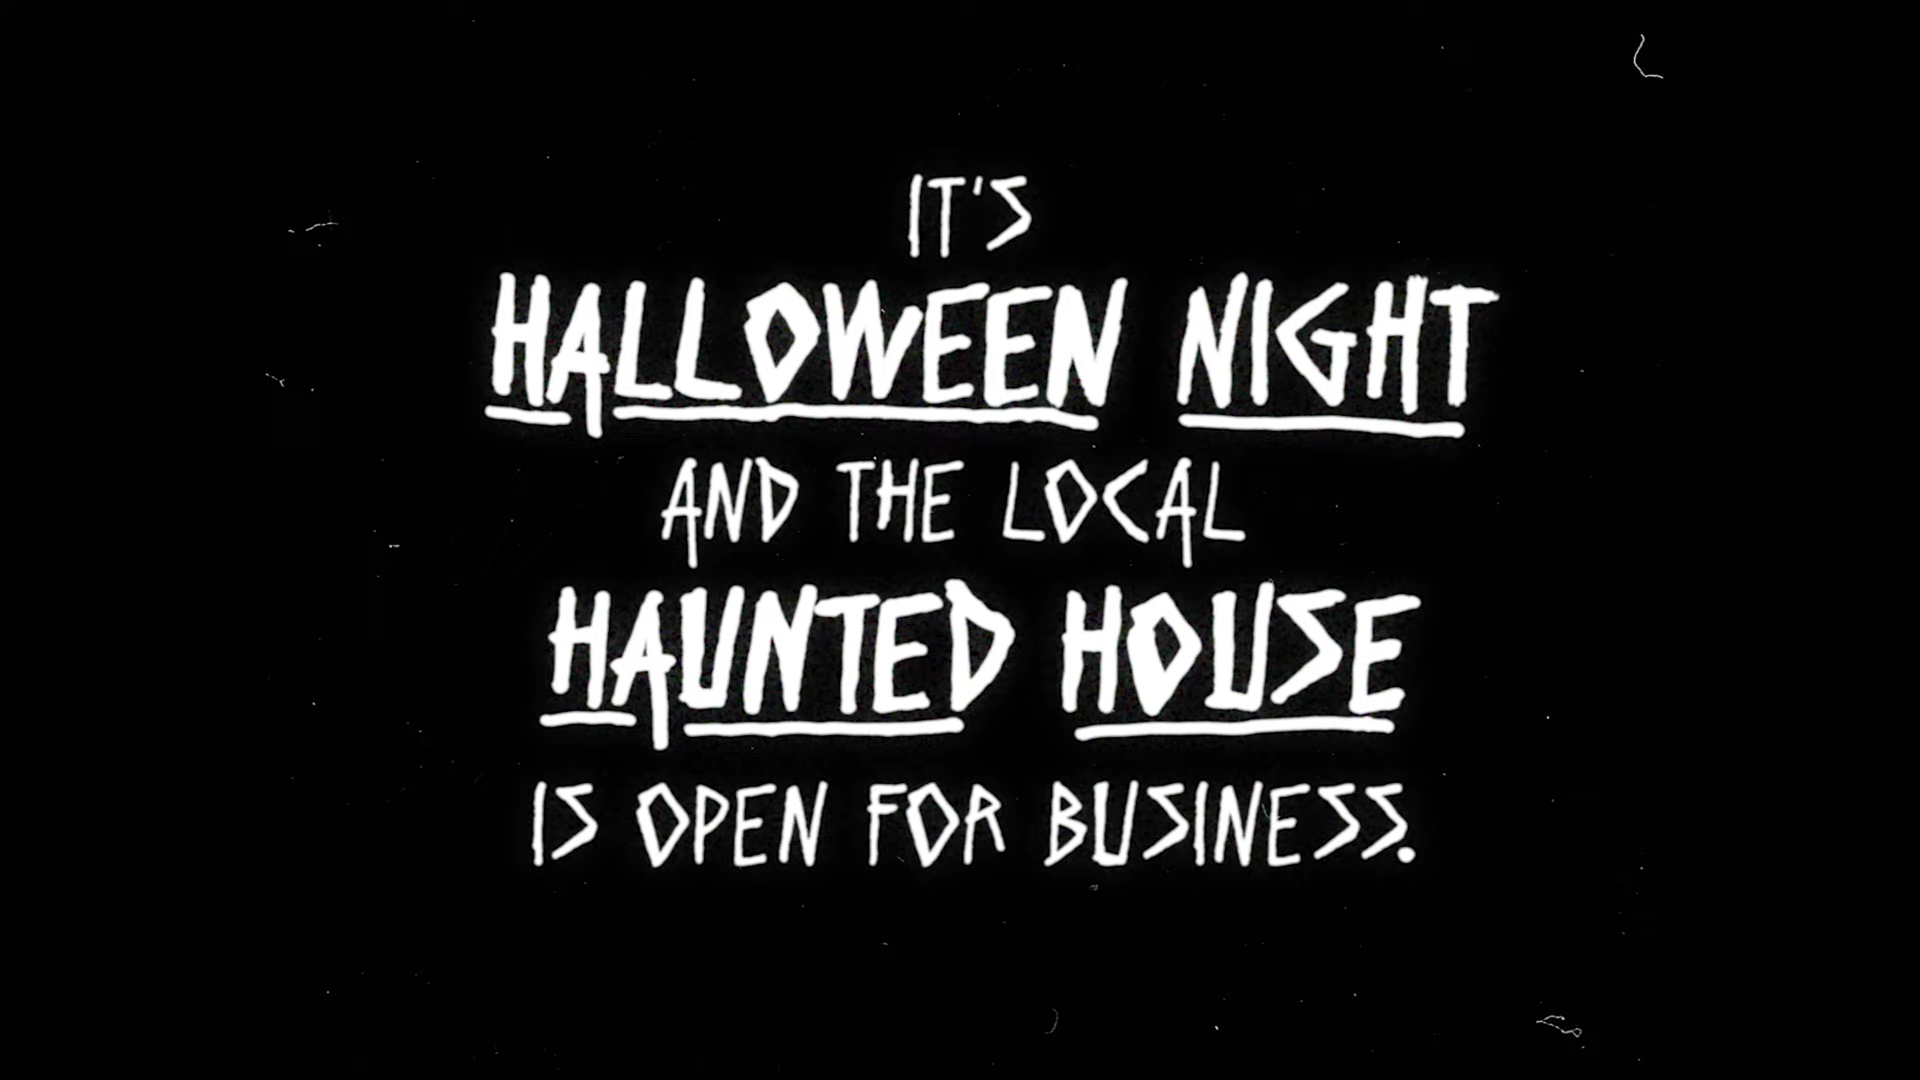 IT'S
HALLOWEEN NIGHT
AND THE LOCAL
HAUNTED HOUSE
IS OPEN FOR BUSINESS.